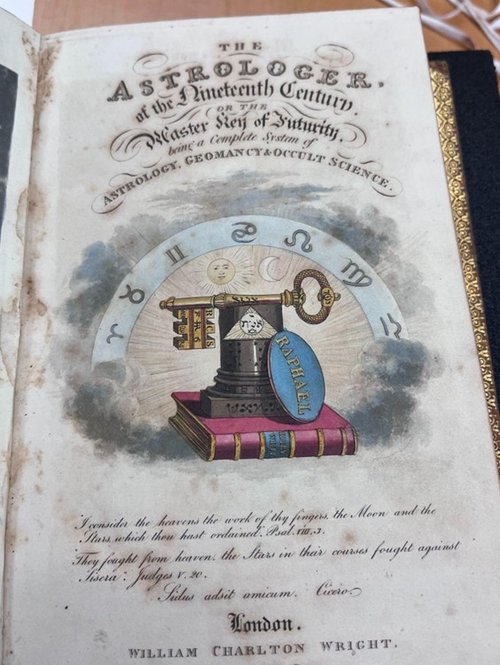 THE
ASTROLOGER,
of the Nineteenth Century,
OR THE
Master Key of Futurity,
being a Complete System of
ASTROLOGY, GEOMANCY & OCCULT SCIENCE.
♈ ♉ ♊ ♋ ♌ ♍ ♎
RAPHAEL
I consider the heavens the work of thy fingers, the Moon and the
Stars, which thou hast ordained. Psal. VIII. 3.
They fought from heaven, the Stars in their courses fought against
Sisera. Judges V. 20.
Sidus adsit amicum. Cicero
London.
WILLIAM CHARLTON WRIGHT.